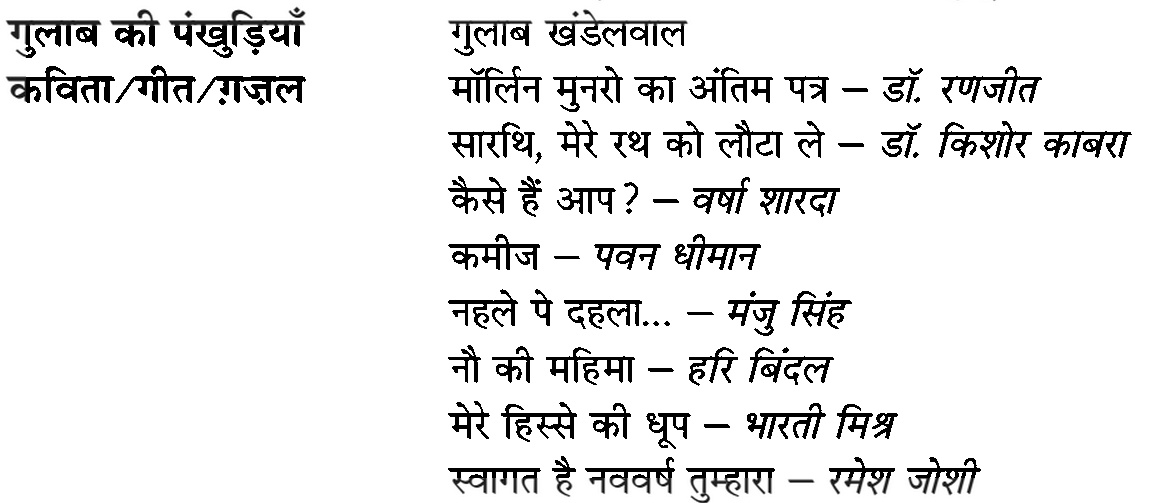 गुलाब की पंखुड़ियाँ गुलाब खंडेलवाल
कविता/गीत/ग़ज़ल मॉर्लिन मुनरो का अंतिम पत्र – डॉ. रणजीत
सारथि, मेरे रथ को लौटा ले – डॉ. किशोर काबरा
कैसे हैं आप? – वर्षा शारदा
कमीज – पवन धीमान
नहले पे दहला... – मंजु सिंह
नौ की महिमा – हरि बिंदल
मेरे हिस्से की धूप – भारती मिश्र
स्वागत है नववर्ष तुम्हारा – रमेश जोशी